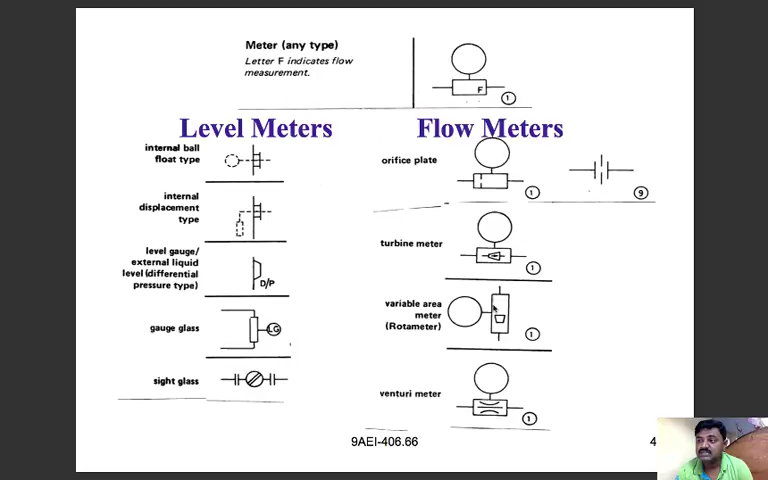 Meter (any type)
Letter F indicates flow
measurement.
F
1
Level Meters
Flow Meters
internal ball
float type
orifice plate
1
9
internal
displacement
type
turbine meter
1
level gauge/
external liquid
level (differential
pressure type)
D/P
variable area
meter
(Rotameter)
1
gauge glass
LG
sight glass
venturi meter
1
9AEI-406.66
4